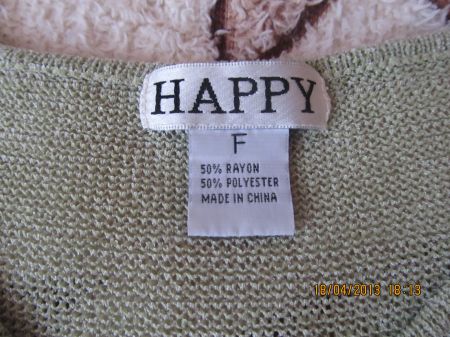 HAPPY
F
50% RAYON
50% POLYESTER
MADE IN CHINA
18/04/2013 18:13